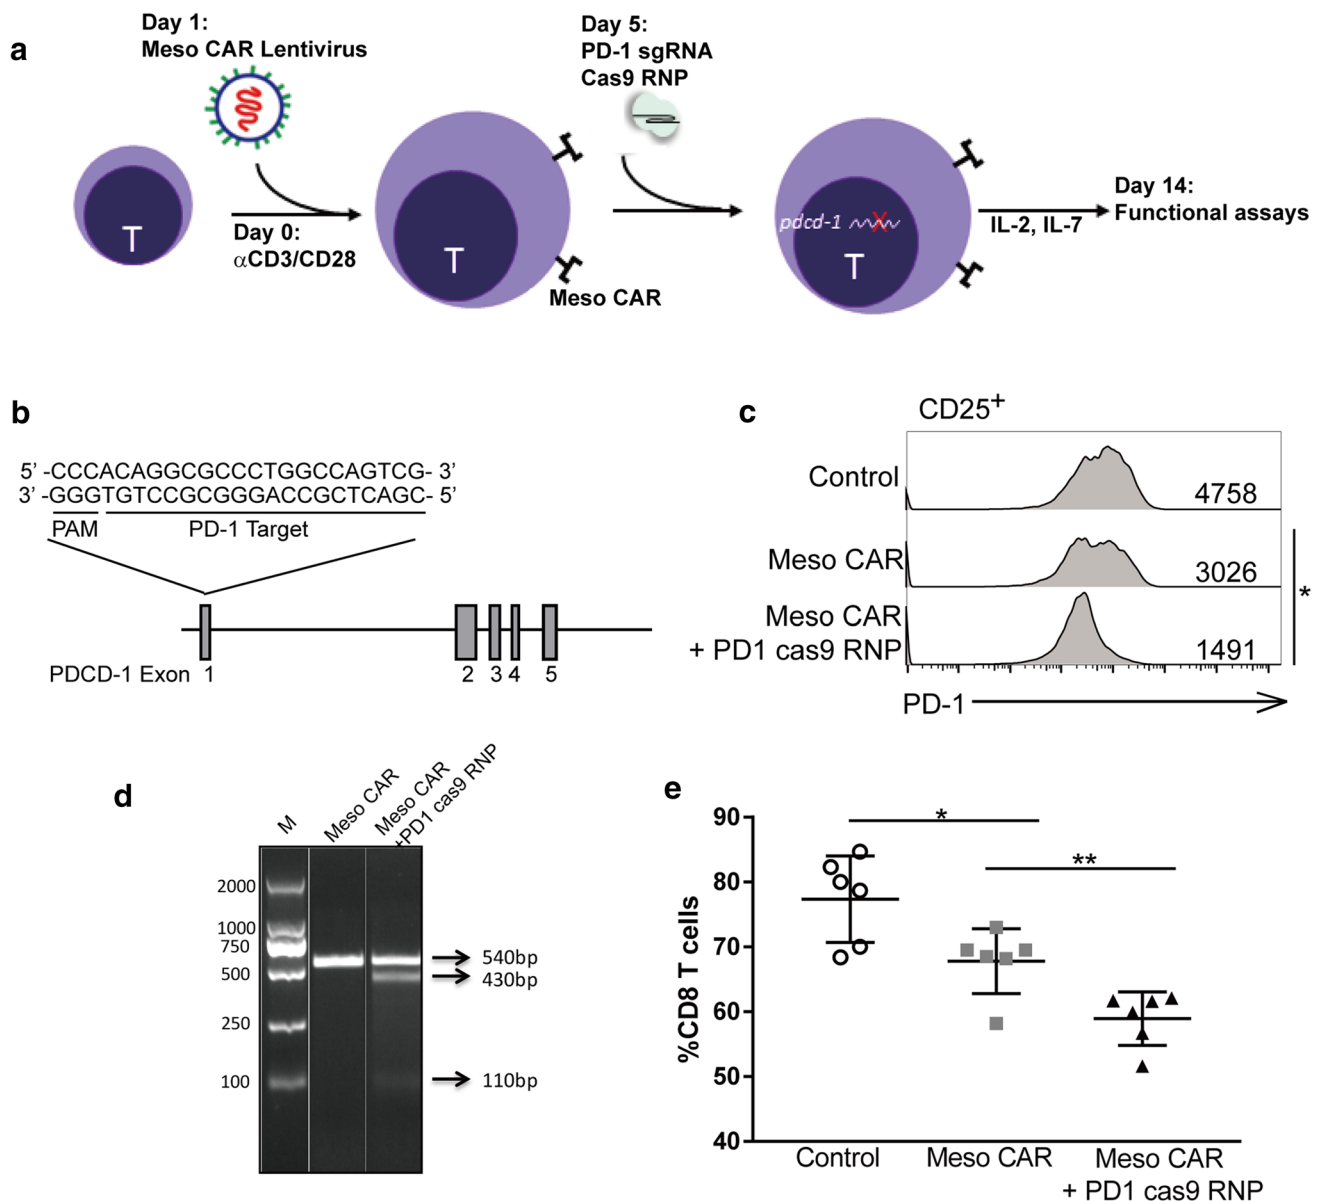 a
Day 1:
Meso CAR Lentivirus
Day 5:
PD-1 sgRNA
Cas9 RNP
T
Day 0:
αCD3/CD28
T
Meso CAR
pdcd-1
X
T
IL-2, IL-7
Day 14:
Functional assays
b
5' -CCCACAGGCGCCCTGGCCAGTCG- 3'
3' -GGGTGTCCGCGGGACCGCTCAGC- 5'
PAM
PD-1 Target
PDCD-1 Exon
1
2
3
4
5
c
CD25+
Control
4758
Meso CAR
3026
Meso CAR
+ PD1 cas9 RNP
1491
*
PD-1
d
M
Meso CAR
Meso CAR
+PD1 cas9 RNP
2000
1000
750
500
250
100
540bp
430bp
110bp
e
%CD8 T cells
90
80
70
60
50
40
*
**
Control
Meso CAR
Meso CAR
+ PD1 cas9 RNP